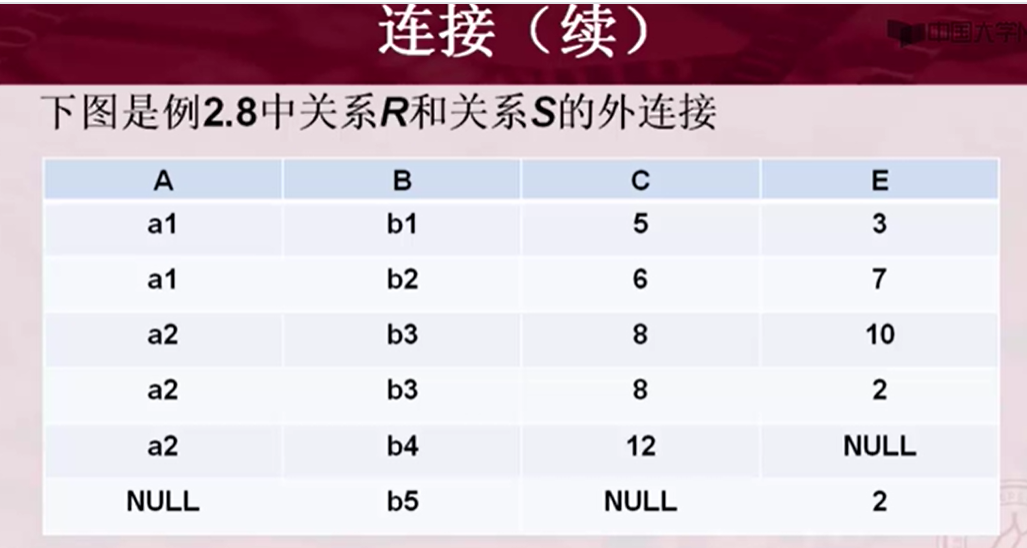 连接（续）
中国大学
下图是例2.8中关系R和关系S的外连接
A B C E
a1 b1 5 3
a1 b2 6 7
a2 b3 8 10
a2 b3 8 2
a2 b4 12 NULL
NULL b5 NULL 2